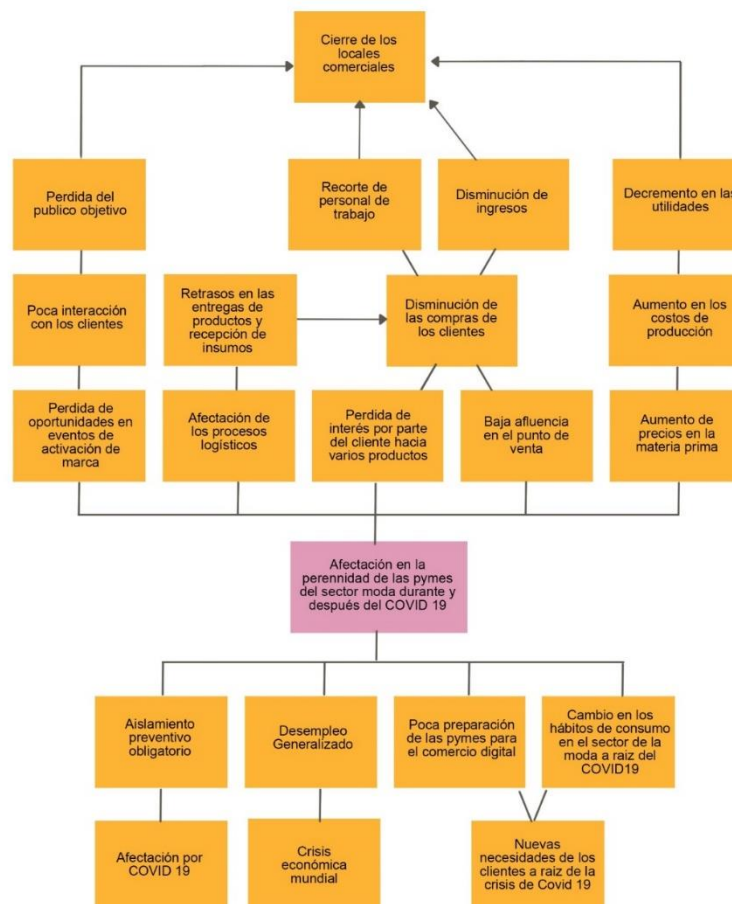 Cierre de los
locales
comerciales
Perdida del
publico objetivo
Recorte de
personal de
trabajo
Disminución de
ingresos
Decremento en las
utilidades
Poca interacción
con los clientes
Retrasos en las
entregas de
productos y
recepción de
insumos
Disminución de
las compras de
los clientes
Aumento en los
costos de
producción
Perdida de
oportunidades en
eventos de
activación de
marca
Afectación de
los procesos
logísticos
Perdida de
interés por parte
del cliente hacia
varios productos
Baja afluencia
en el punto de
venta
Aumento de
precios en la
materia prima
Afectación en la
perennidad de las pymes
del sector moda durante y
después del COVID 19
Aislamiento
preventivo
obligatorio
Desempleo
Generalizado
Poca preparación
de las pymes para
el comercio digital
Cambio en los
hábitos de consumo
en el sector de la
moda a raiz del
COVID19
Afectación por
COVID 19
Crisis
económica
mundial
Nuevas
necesidades de los
clientes a raiz de la
crisis de Covid 19